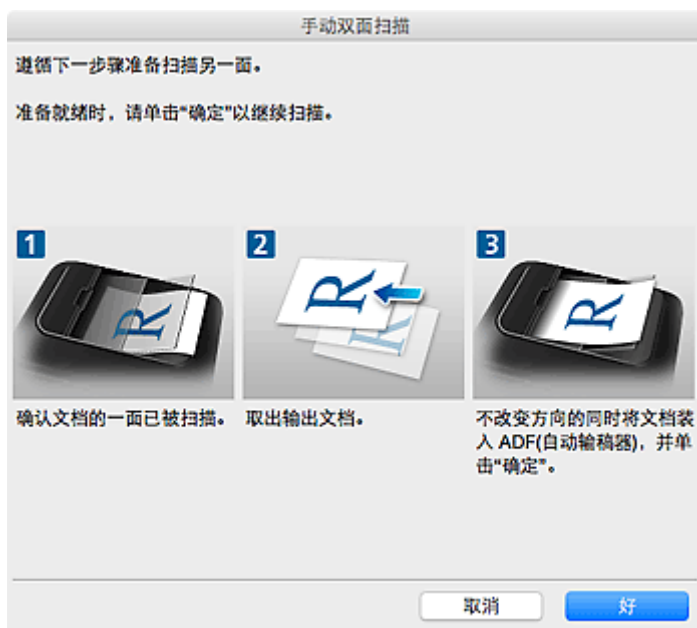 手动双面扫描
遵循下一步骤准备扫描另一面。
准备就绪时，请单击“确定”以继续扫描。
1
2
3
R
R
R
R
确认文档的一面已被扫描。
取出输出文档。
不改变方向的同时将文档装
入 ADF(自动输稿器)，并单
击“确定”。
取消
好